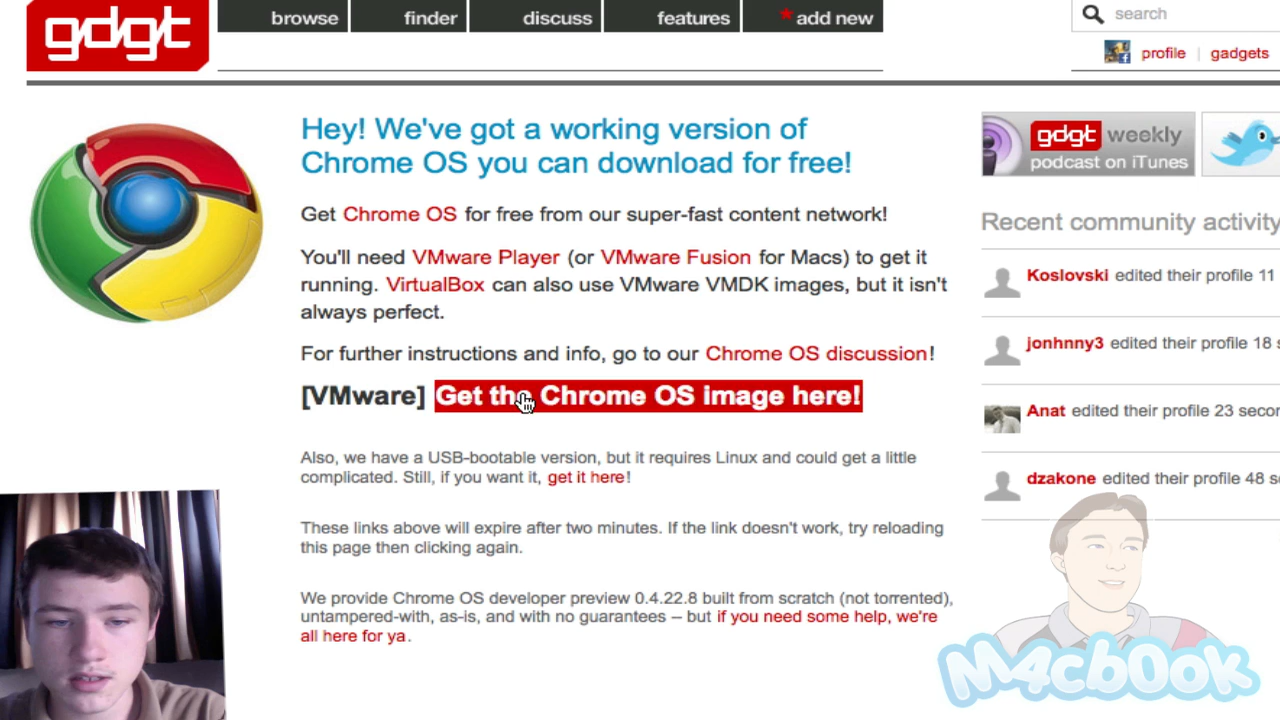 gdgt
browse
finder
discuss
features
* add new
search
profile | gadgets
Hey! We've got a working version of
Chrome OS you can download for free!
Get Chrome OS for free from our super-fast content network!
You'll need VMware Player (or VMware Fusion for Macs) to get it
running. VirtualBox can also use VMware VMDK images, but it isn't
always perfect.
For further instructions and info, go to our Chrome OS discussion!
[VMware] Get the Chrome OS image here!
Also, we have a USB-bootable version, but it requires Linux and could get a little
complicated. Still, if you want it, get it here!
These links above will expire after two minutes. If the link doesn't work, try reloading
this page then clicking again.
We provide Chrome OS developer preview 0.4.22.8 built from scratch (not torrented),
untampered-with, as-is, and with no guarantees – but if you need some help, we're
all here for ya.
gdgt weekly
podcast on iTunes
Recent community activity
Koslovski edited their profile 11
jonhnny3 edited their profile 18 s
Anat edited their profile 23 secor
dzakone edited their profile 48 s
M4cb00k